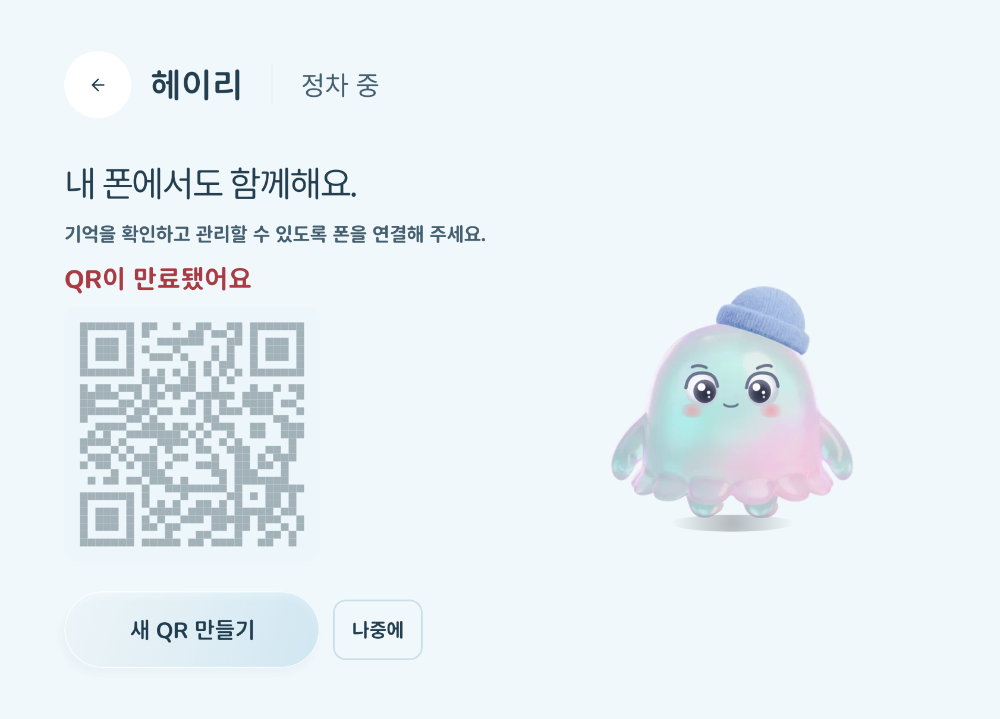 헤이리
정차 중
내 폰에서도 함께해요.
기억을 확인하고 관리할 수 있도록 폰을 연결해 주세요.
QR이 만료됐어요
새 QR 만들기
나중에